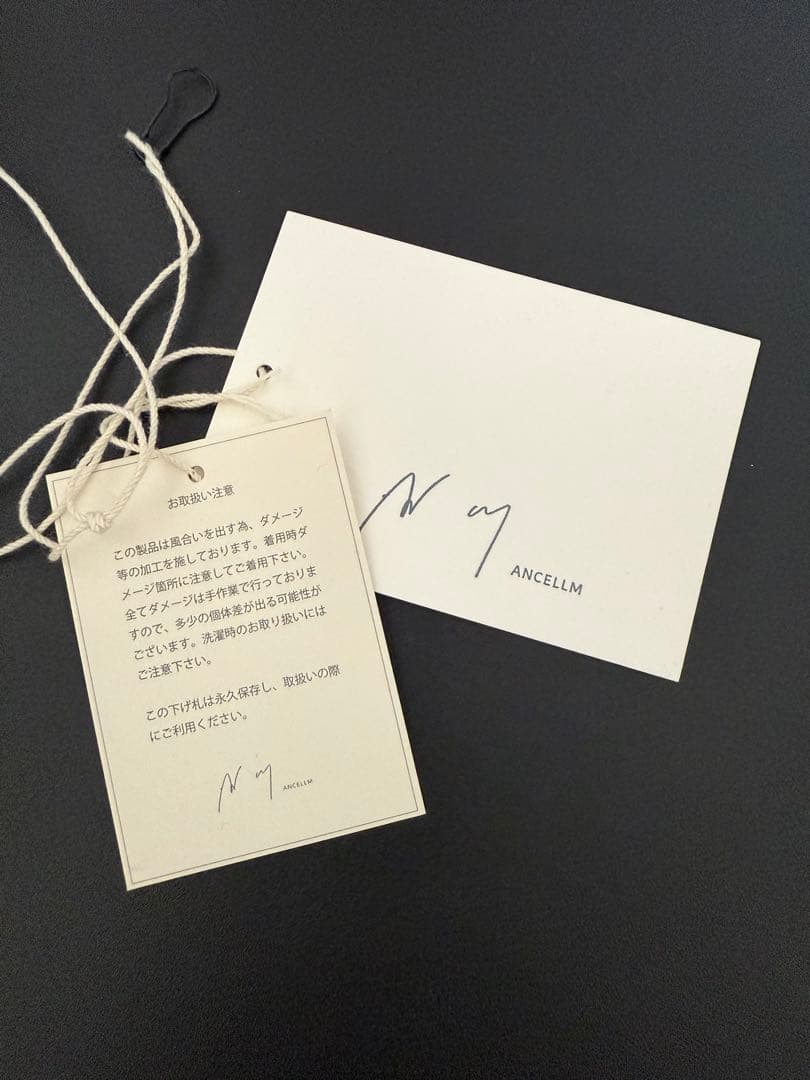 お取扱い注意
この製品は風合いを出す為、ダメージ
等の加工を施しております。着用時ダ
メージ箇所に注意してご着用下さい。
全てダメージは手作業で行っておりま
すので、多少の個体差が出る可能性が
ございます。洗濯時のお取り扱いには
ご注意下さい。
この下げ札は永久保存し、取扱いの際
にご利用ください。
ANCELLM
ANCELLM